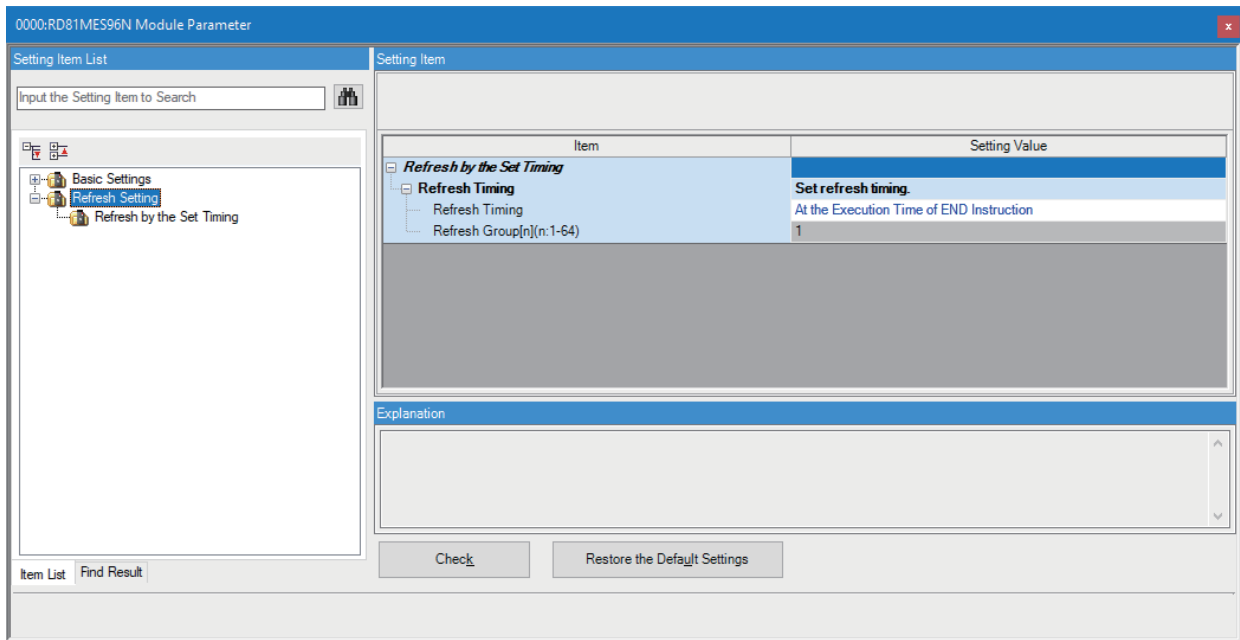 0000:RD81MES96N Module Parameter
x
Setting Item List
Input the Setting Item to Search
Basic Settings
Refresh Setting
Refresh by the Set Timing
Item List
Find Result
Setting Item
Item Setting Value
Refresh by the Set Timing
Refresh Timing Set refresh timing.
Refresh Timing At the Execution Time of END Instruction
Refresh Group[n](n:1-64) 1
Explanation
Check Restore the Default Settings